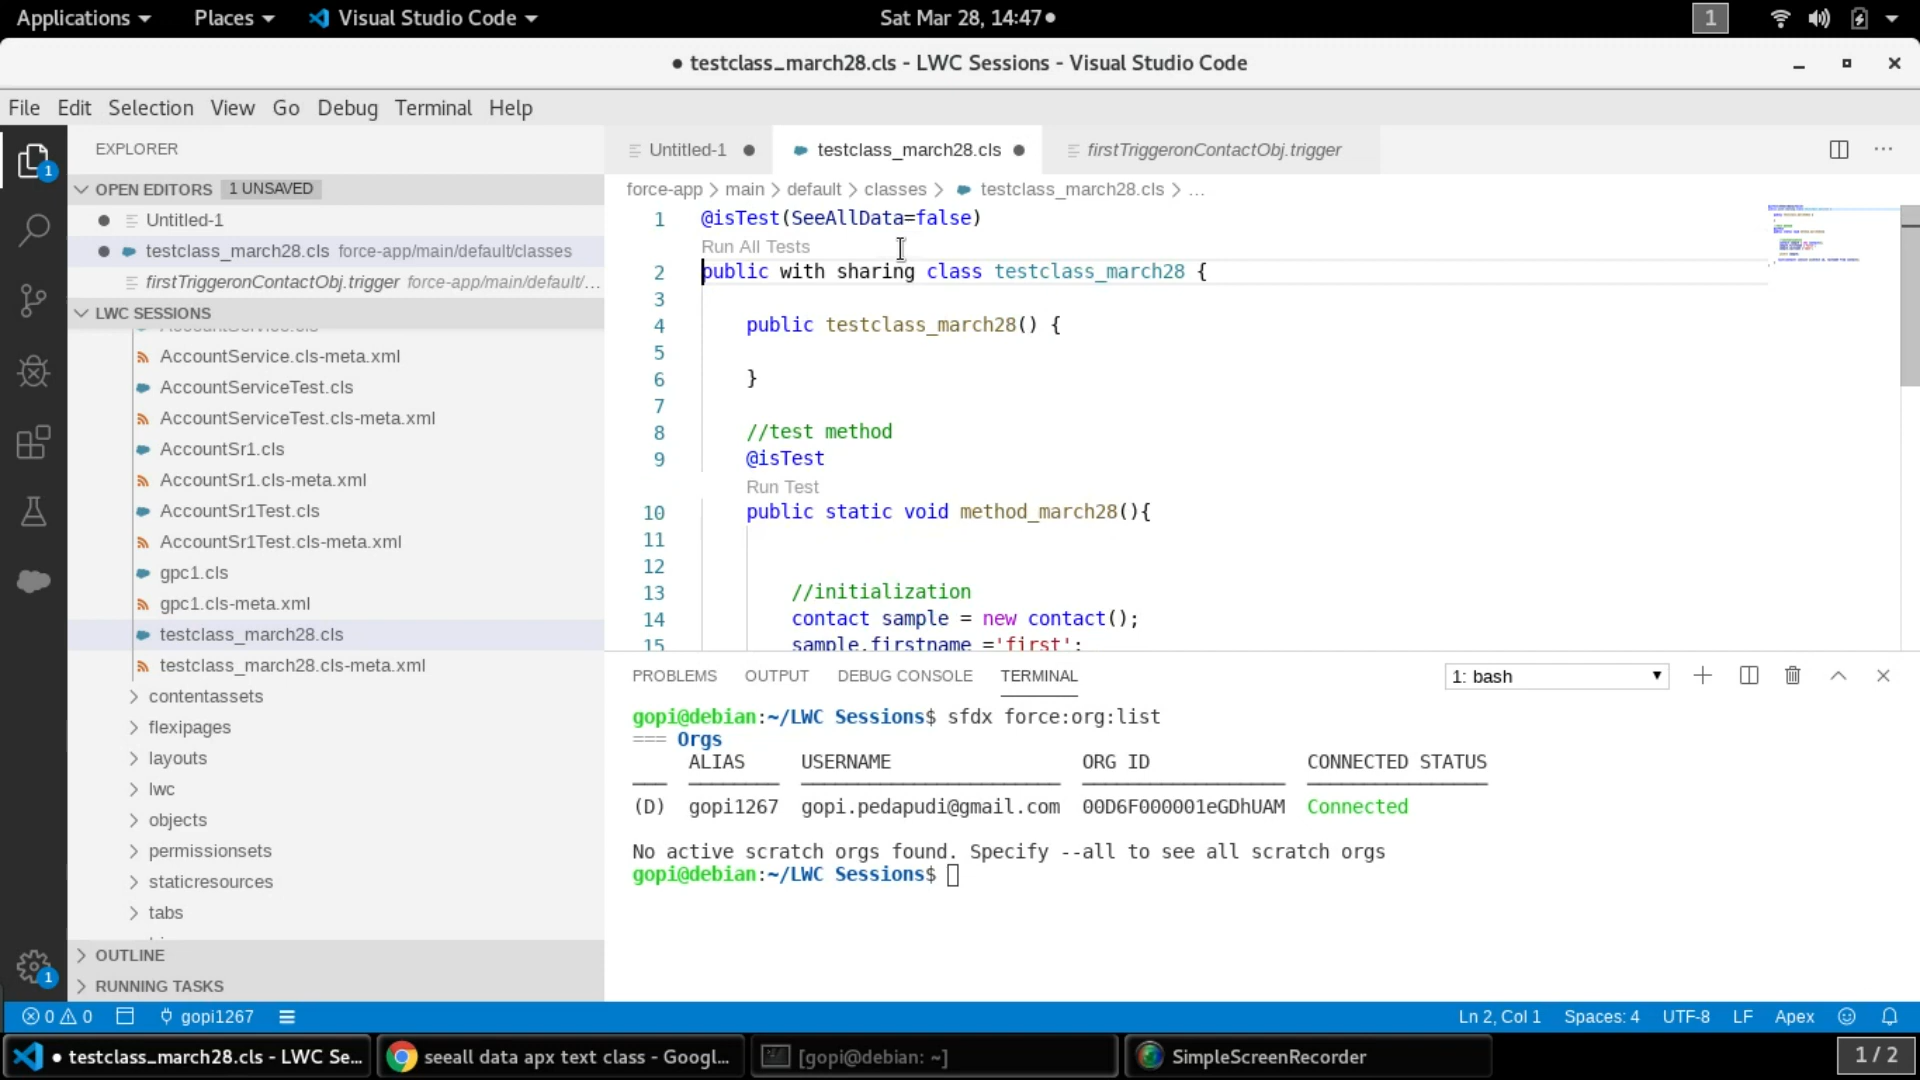 Applications Places Visual Studio Code Sat Mar 28, 14:47 1
testclass_march28.cls - LWC Sessions - Visual Studio Code
File Edit Selection View Go Debug Terminal Help
EXPLORER
OPEN EDITORS 1 UNSAVED
Untitled-1
testclass_march28.cls force-app/main/default/classes
firstTriggeronContactObj.trigger force-app/main/default/...
LWC SESSIONS
AccountService.cls-meta.xml
AccountServiceTest.cls
AccountServiceTest.cls-meta.xml
AccountSr1.cls
AccountSr1.cls-meta.xml
AccountSr1Test.cls
AccountSr1Test.cls-meta.xml
gpc1.cls
gpc1.cls-meta.xml
testclass_march28.cls
testclass_march28.cls-meta.xml
contentassets
flexipages
layouts
lwc
objects
permissionsets
staticresources
tabs
OUTLINE
RUNNING TASKS
1
1
Untitled-1 testclass_march28.cls firstTriggeronContactObj.trigger
force-app > main > default > classes > testclass_march28.cls > ...
1 @isTest(SeeAllData=false)
Run All Tests
2 public with sharing class testclass_march28 {
3
4 public testclass_march28() {
5
6 }
7
8 //test method
9 @isTest
Run Test
10 public static void method_march28(){
11
12
13 //initialization
14 contact sample = new contact();
15 sample.firstname ='first';
PROBLEMS OUTPUT DEBUG CONSOLE TERMINAL 1: bash
gopi@debian:~/LWC Sessions$ sfdx force:org:list
=== Orgs
ALIAS USERNAME ORG ID CONNECTED STATUS
(D) gopi1267 gopi.pedapudi@gmail.com 00D6F000001eGDhUAM Connected
No active scratch orgs found. Specify --all to see all scratch orgs
gopi@debian:~/LWC Sessions$
0 0 gopi1267 Ln 2, Col 1 Spaces: 4 UTF-8 LF Apex
testclass_march28.cls - LWC Se... seeall data apx text class - Googl... [gopi@debian: ~] SimpleScreenRecorder 1 / 2